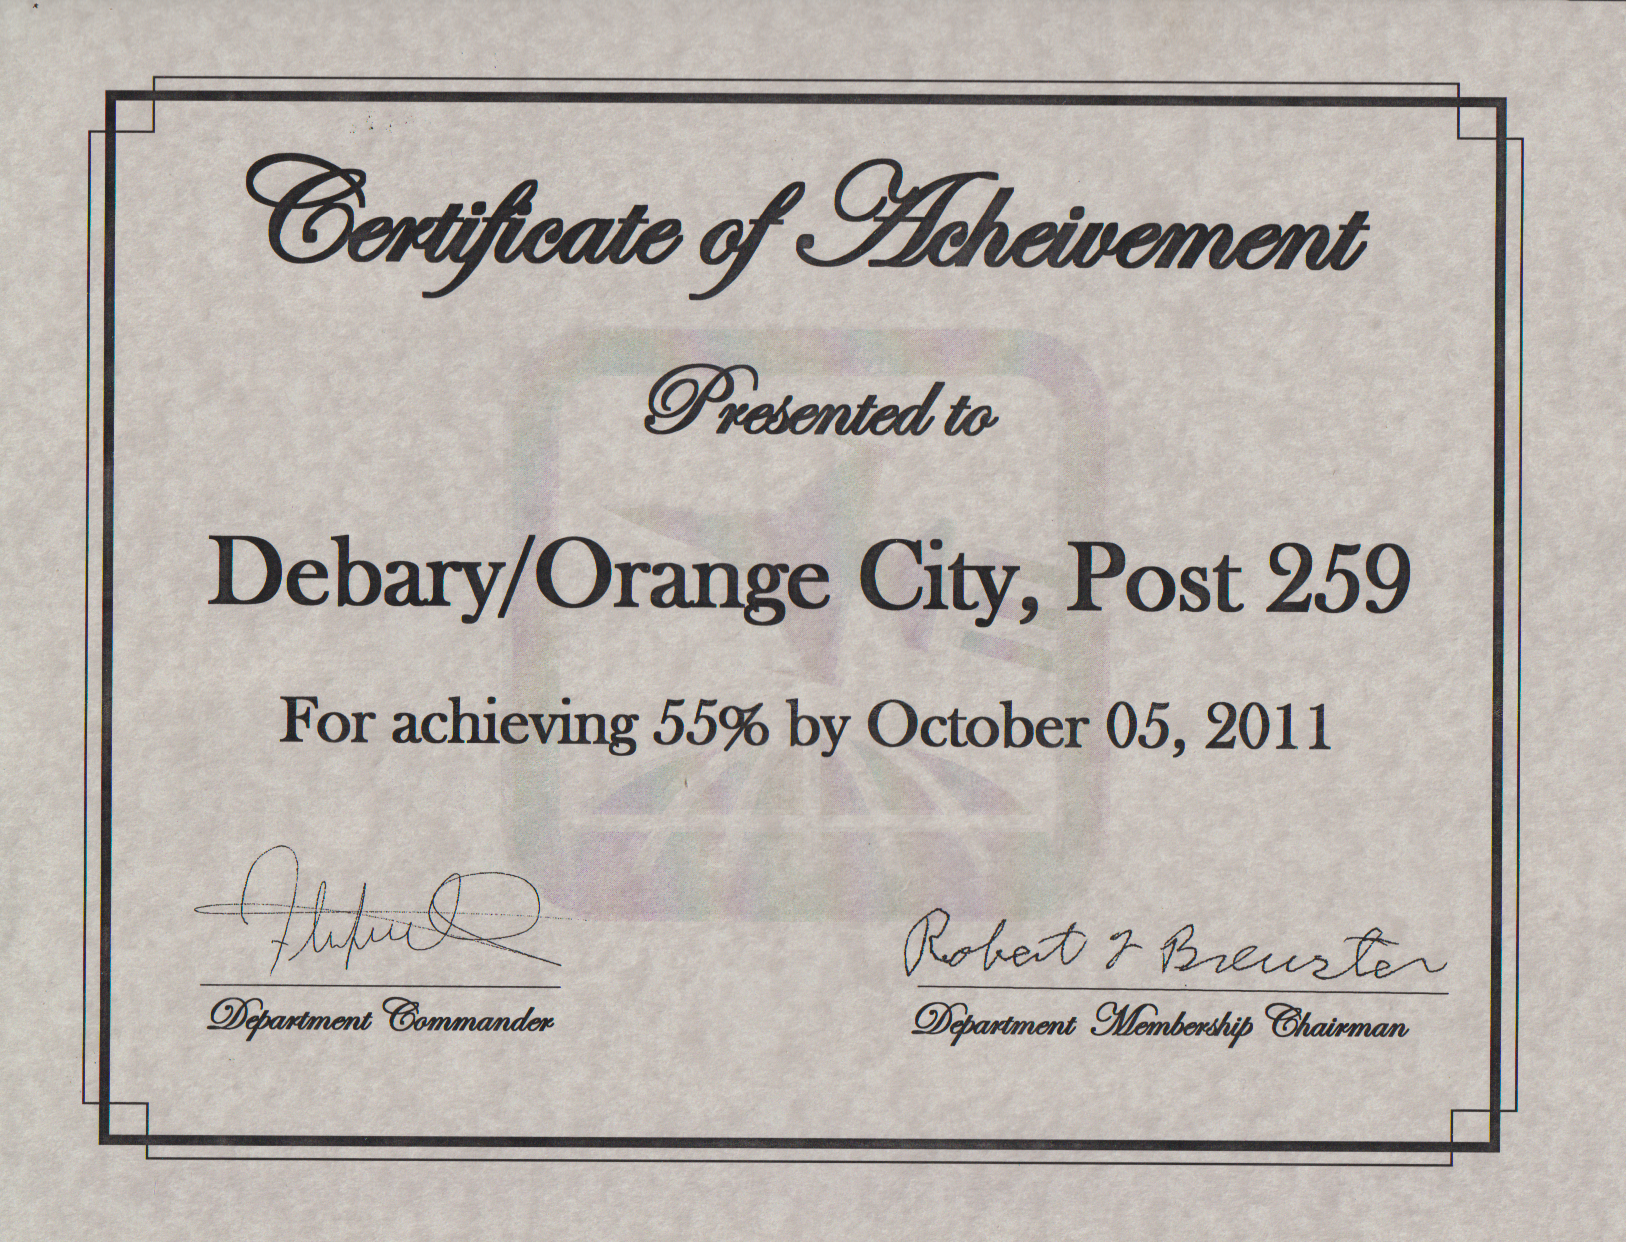 Certificate of Acheivement
Presented to
Debary/Orange City, Post 259
For achieving 55% by October 05, 2011
Robert J Brewster
Department Commander
Department Membership Chairman